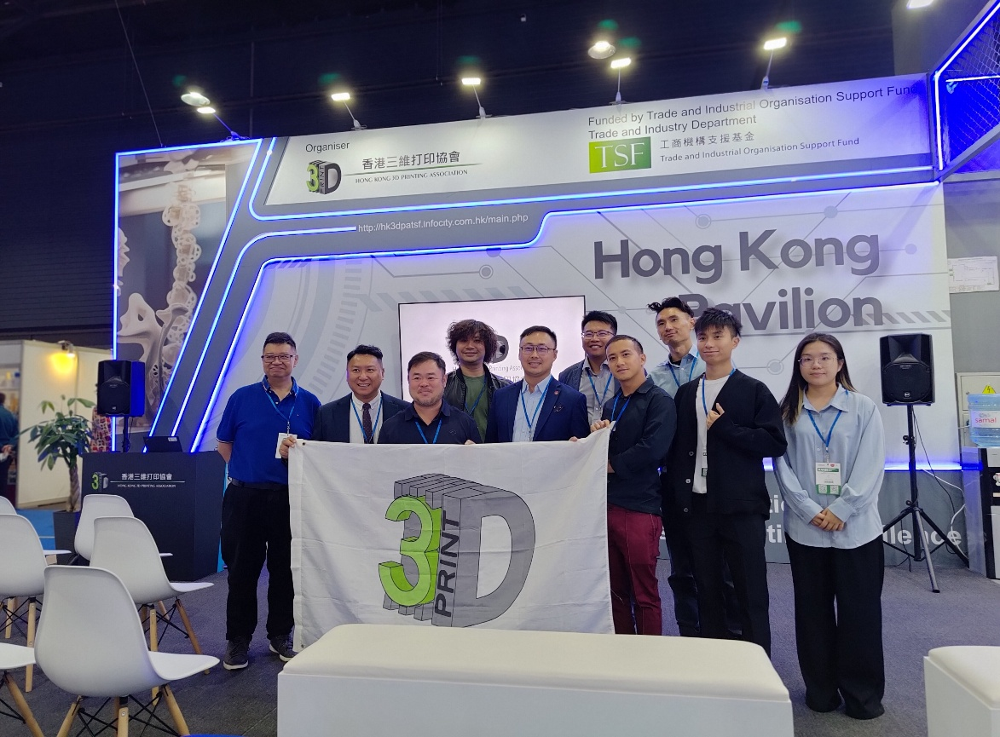 Organiser
3D PRINT
香港三維打印協會
HONG KONG 3D PRINTING ASSOCIATION
Funded by Trade and Industrial Organisation Support Fund
Trade and Industry Department
TSF
工商機構支援基金
Trade and Industrial Organisation Support Fund
http://hk3dpatsf.infocity.com.hk/main.php
Hong Kong
Pavilion
香港三維打印協會
HONG KONG 3D PRINTING ASSOCIATION
3D
PRINT
samal